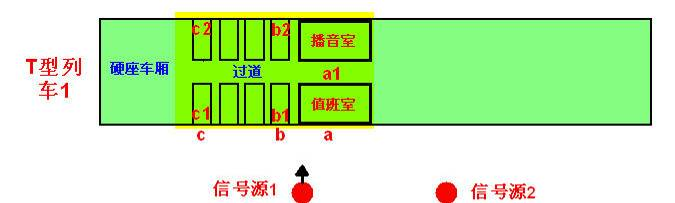 c2 b2 播音室
T型列车1 硬座车厢 过道 a1
c1 b1 值班室
c b a
信号源1 信号源2